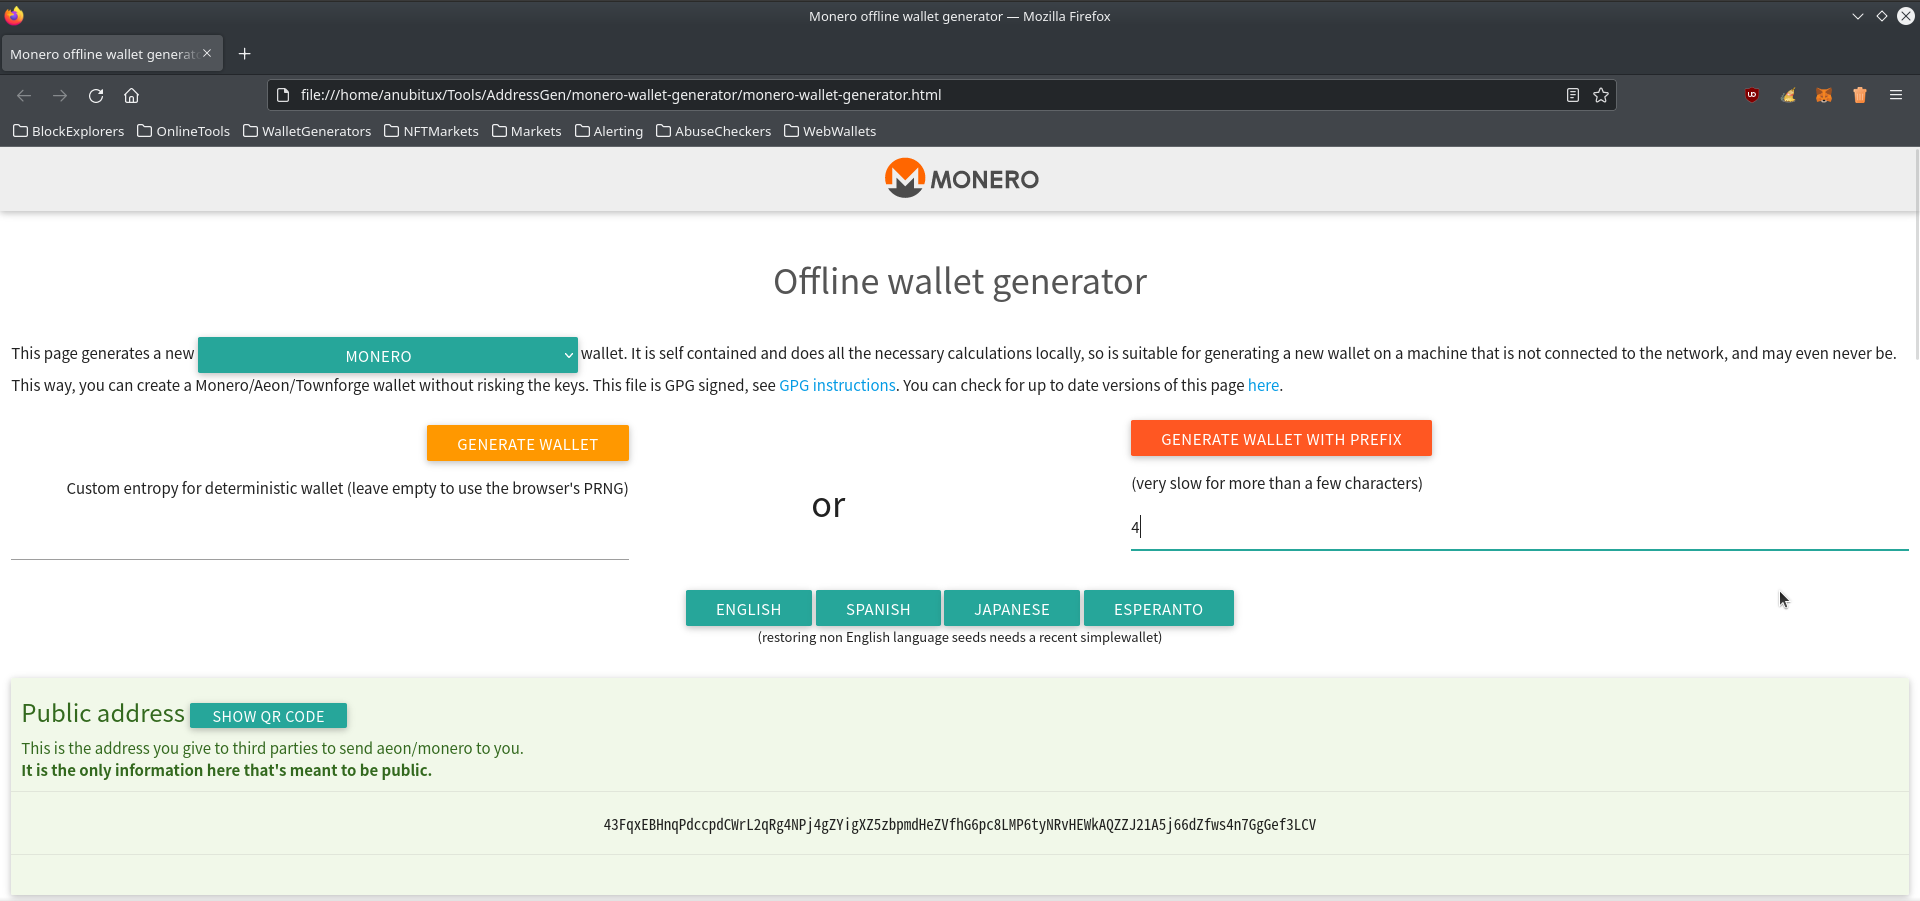 Monero offline wallet generator — Mozilla Firefox
Monero offline wallet generat
file:///home/anubitux/Tools/AddressGen/monero-wallet-generator/monero-wallet-generator.html
BlockExplorers OnlineTools WalletGenerators NFTMarkets Markets Alerting AbuseCheckers WebWallets
MONERO
Offline wallet generator
This page generates a new MONERO wallet. It is self contained and does all the necessary calculations locally, so is suitable for generating a new wallet on a machine that is not connected to the network, and may even never be.
This way, you can create a Monero/Aeon/Townforge wallet without risking the keys. This file is GPG signed, see GPG instructions. You can check for up to date versions of this page here.
GENERATE WALLET
Custom entropy for deterministic wallet (leave empty to use the browser's PRNG)
or
GENERATE WALLET WITH PREFIX
(very slow for more than a few characters)
4
ENGLISH SPANISH JAPANESE ESPERANTO
(restoring non English language seeds needs a recent simplewallet)
Public address SHOW QR CODE
This is the address you give to third parties to send aeon/monero to you.
It is the only information here that's meant to be public.
43FqxEBHnqPdccpdCWrL2qRg4NPj4gZYigXZ5zbpmdHeZVfhG6pc8LMP6tyNRvHEWkAQZZJ21A5j66dZfws4n7GgGef3LCV